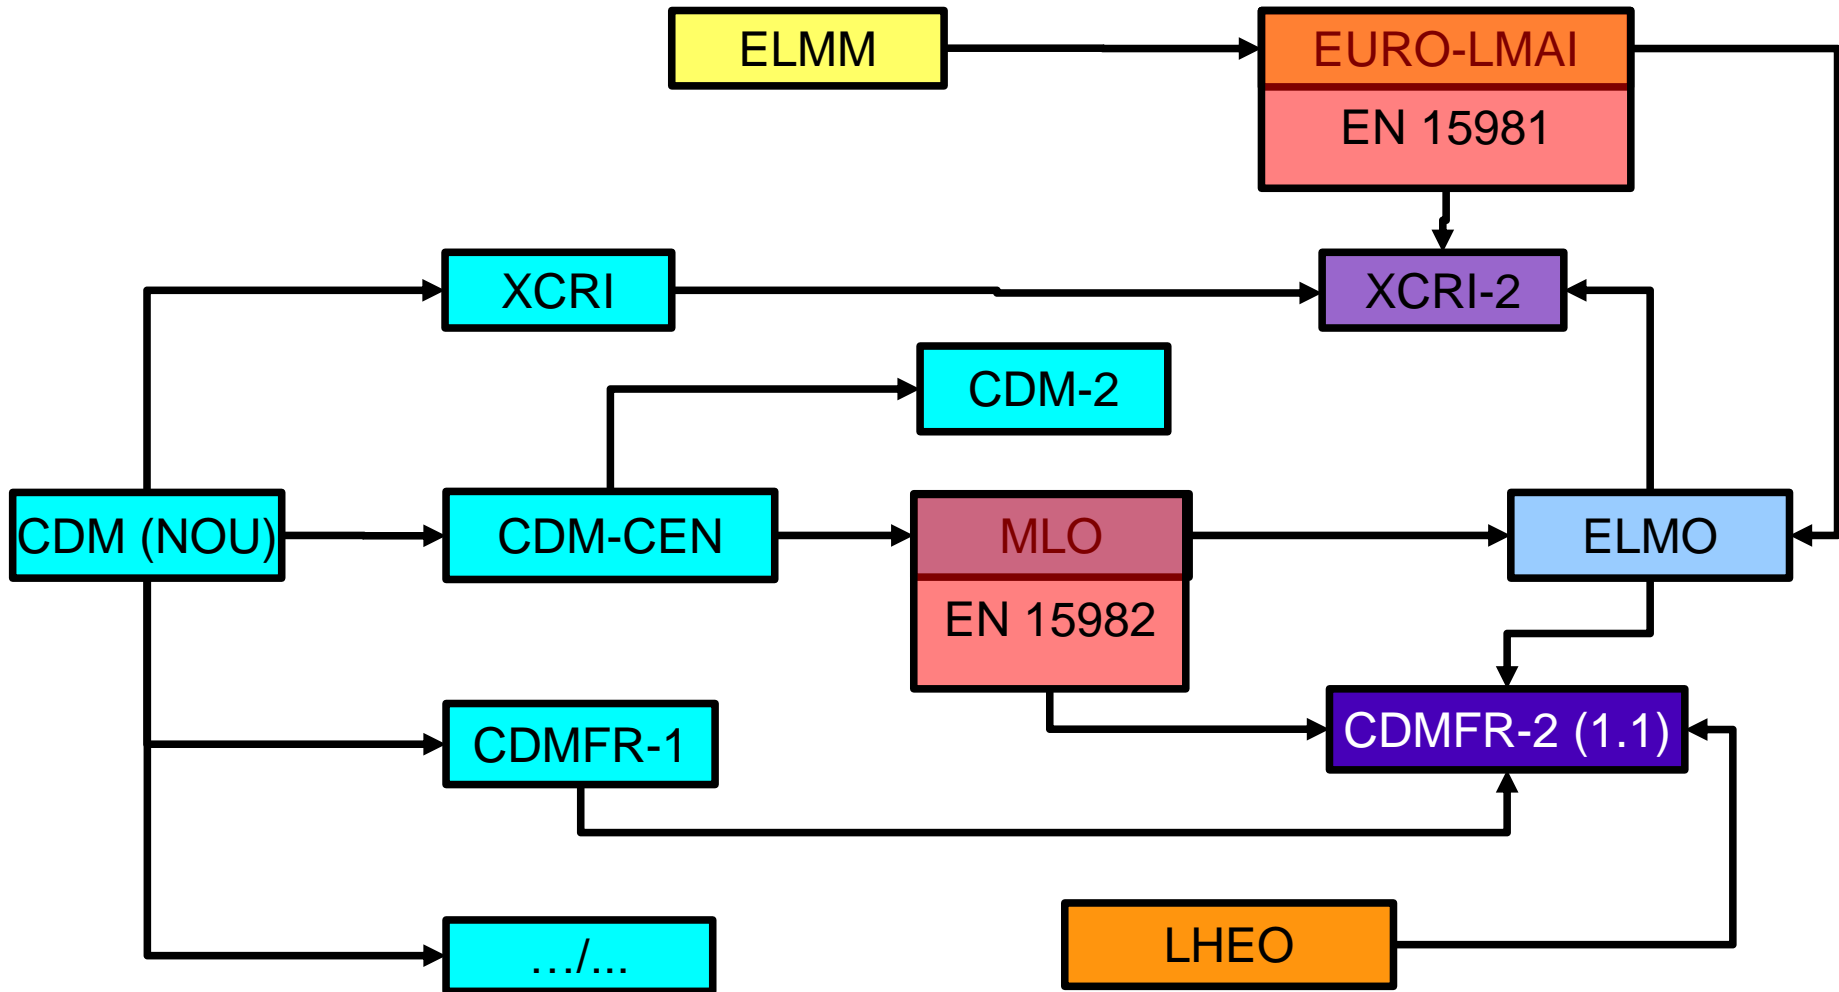 ELMM
EURO-LMAI
EN 15981
XCRI
XCRI-2
CDM-2
CDM (NOU)
CDM-CEN
MLO
EN 15982
ELMO
CDMFR-1
CDMFR-2 (1.1)
…/...
LHEO